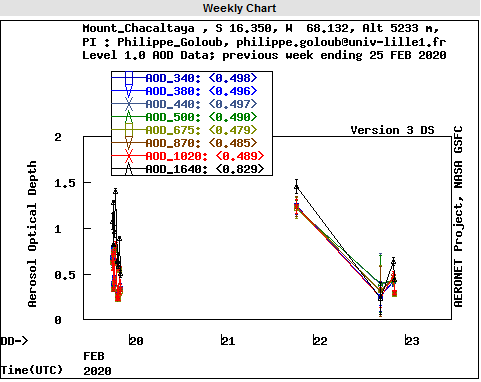 Weekly Chart
Mount_Chacaltaya , S 16.350, W  68.132, Alt 5233 m,
PI : Philippe_Goloub, philippe.goloub@univ-lille1.fr
Level 1.0 AOD Data; previous week ending 25 FEB 2020
AOD_340: <0.498>
AOD_380: <0.496>
AOD_440: <0.497>
AOD_500: <0.490>
AOD_675: <0.479>
AOD_870: <0.485>
AOD_1020: <0.489>
AOD_1640: <0.829>
Version 3 DS
2
1.5
1
0.5
0
Aerosol Optical Depth
AERONET Project, NASA GSFC
DD-> 20 21 22 23
FEB
Time(UTC) 2020